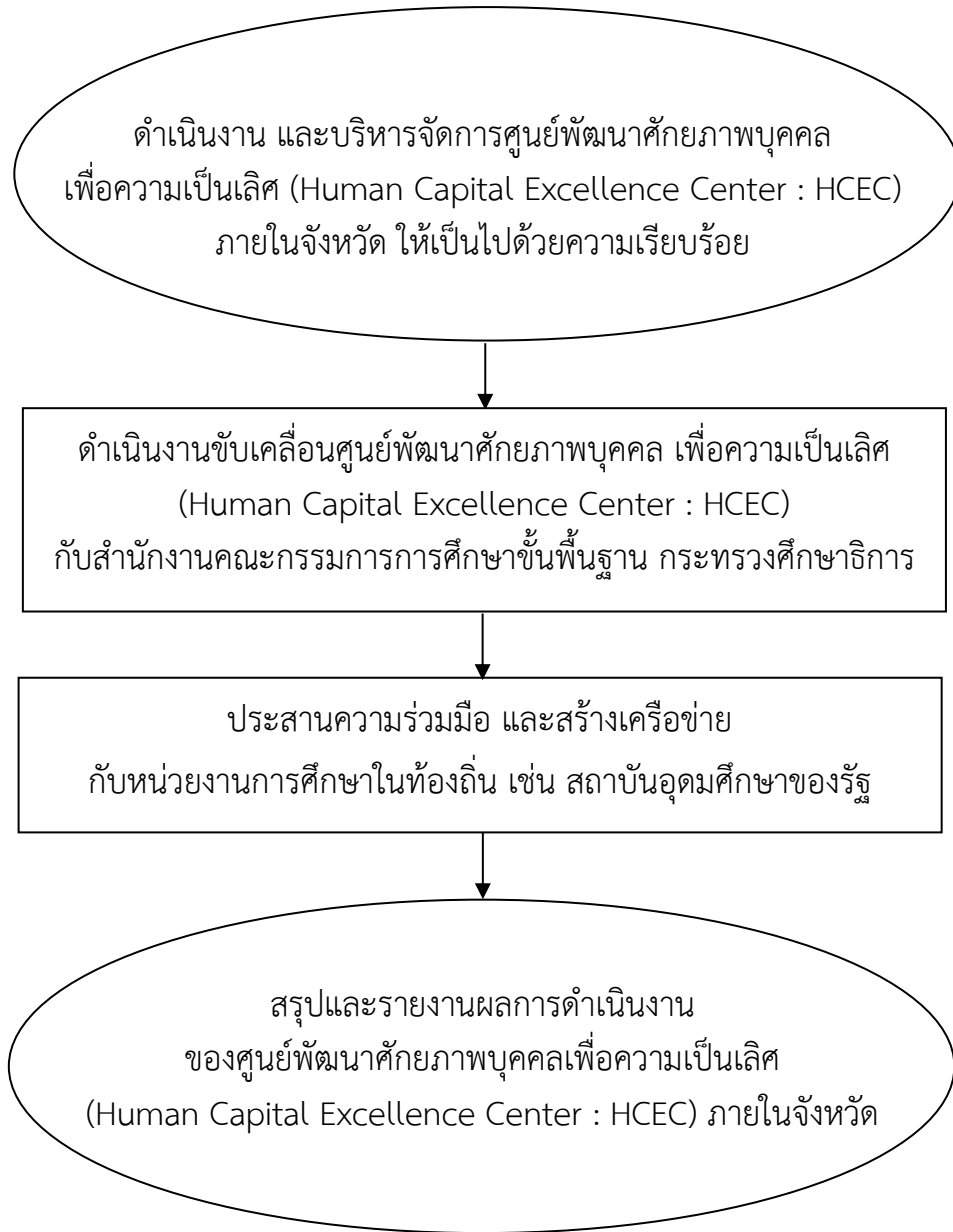 ดำเนินงาน และบริหารจัดการศูนย์พัฒนาศักยภาพบุคคล
เพื่อความเป็นเลิศ (Human Capital Excellence Center : HCEC)
ภายในจังหวัด ให้เป็นไปด้วยความเรียบร้อย
ดำเนินงานขับเคลื่อนศูนย์พัฒนาศักยภาพบุคคล เพื่อความเป็นเลิศ
(Human Capital Excellence Center : HCEC)
กับสำนักงานคณะกรรมการการศึกษาขั้นพื้นฐาน กระทรวงศึกษาธิการ
ประสานความร่วมมือ และสร้างเครือข่าย
กับหน่วยงานการศึกษาในท้องถิ่น เช่น สถาบันอุดมศึกษาของรัฐ
สรุปและรายงานผลการดำเนินงาน
ของศูนย์พัฒนาศักยภาพบุคคลเพื่อความเป็นเลิศ
(Human Capital Excellence Center : HCEC) ภายในจังหวัด